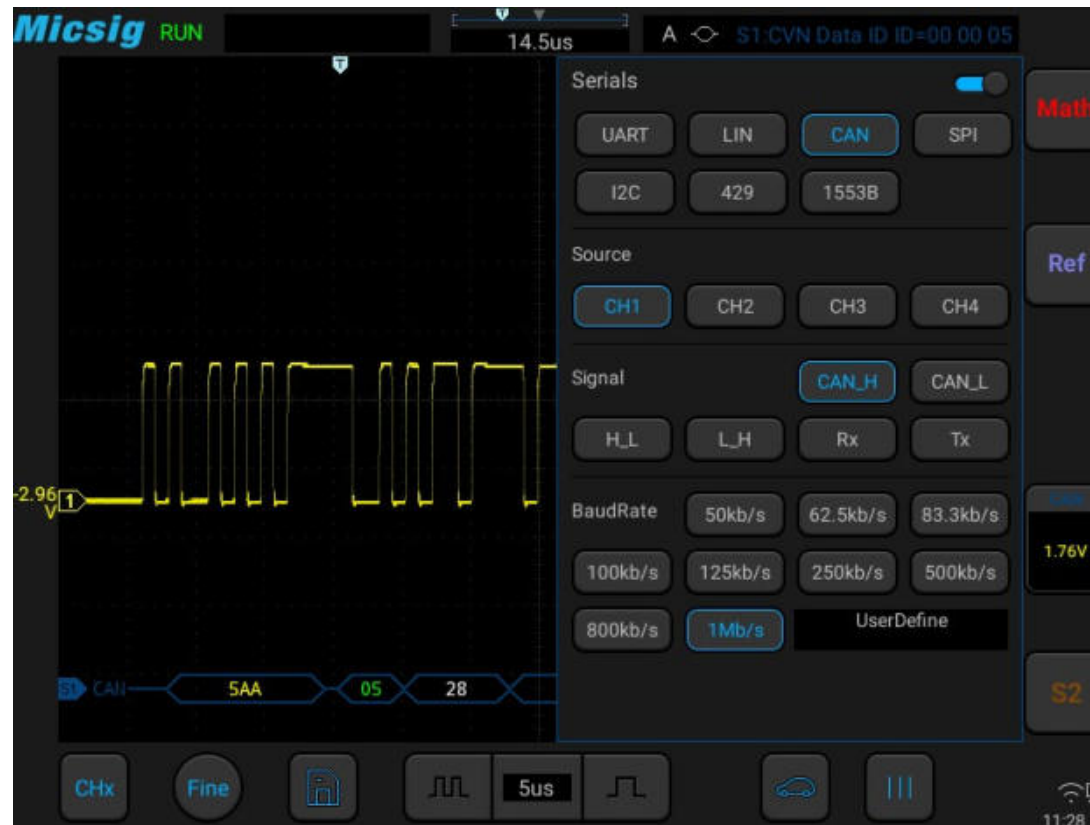 Micsig RUN
14.5us
A S1:CVN Data ID ID=00 00 05
T
Serials
UART LIN CAN SPI
I2C 429 1553B
Source
CH1 CH2 CH3 CH4
Signal CAN_H CAN_L
H_L L_H Rx Tx
BaudRate 50kb/s 62.5kb/s 83.3kb/s
100kb/s 125kb/s 250kb/s 500kb/s
800kb/s 1Mb/s UserDefine
-2.96
V
1
S1 CAN 5AA 05 28
Math
Ref
1.76V
S2
CHx Fine 5us
11:28